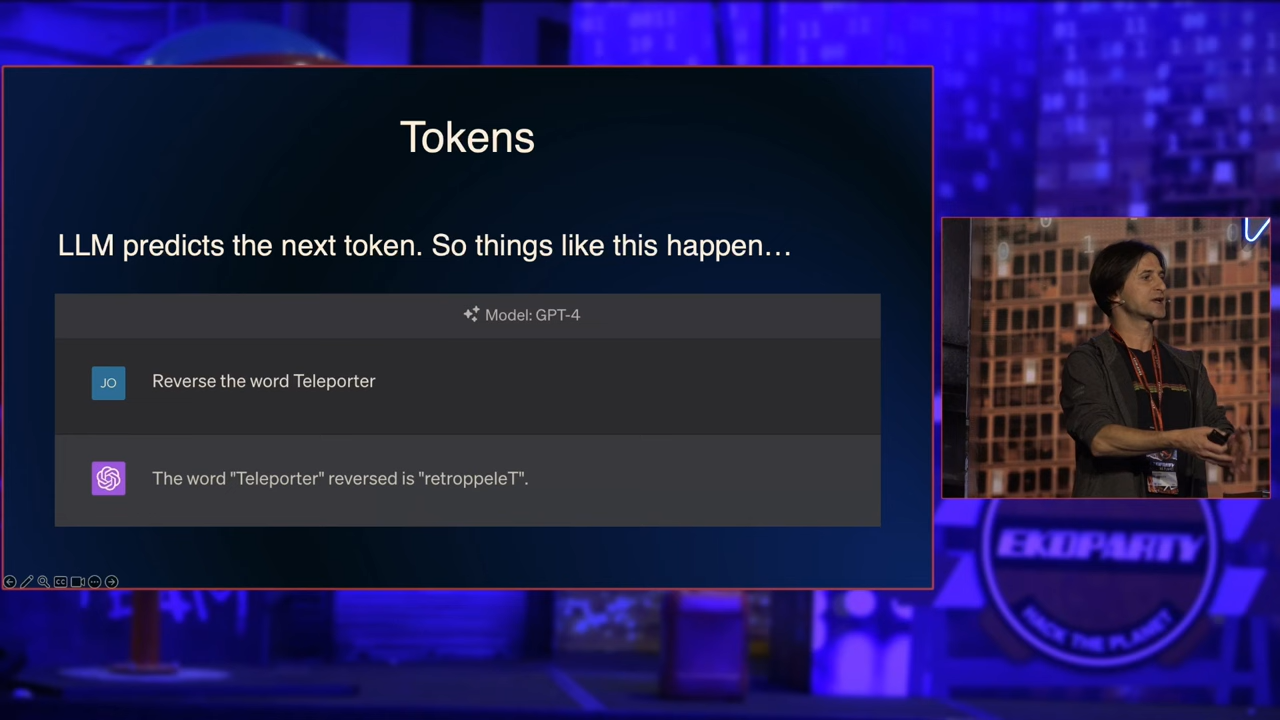 Tokens
LLM predicts the next token. So things like this happen…
Model: GPT-4
JO
Reverse the word Teleporter
The word "Teleporter" reversed is "retroppeleT".
EKOPARTY
HACK THE PLANET